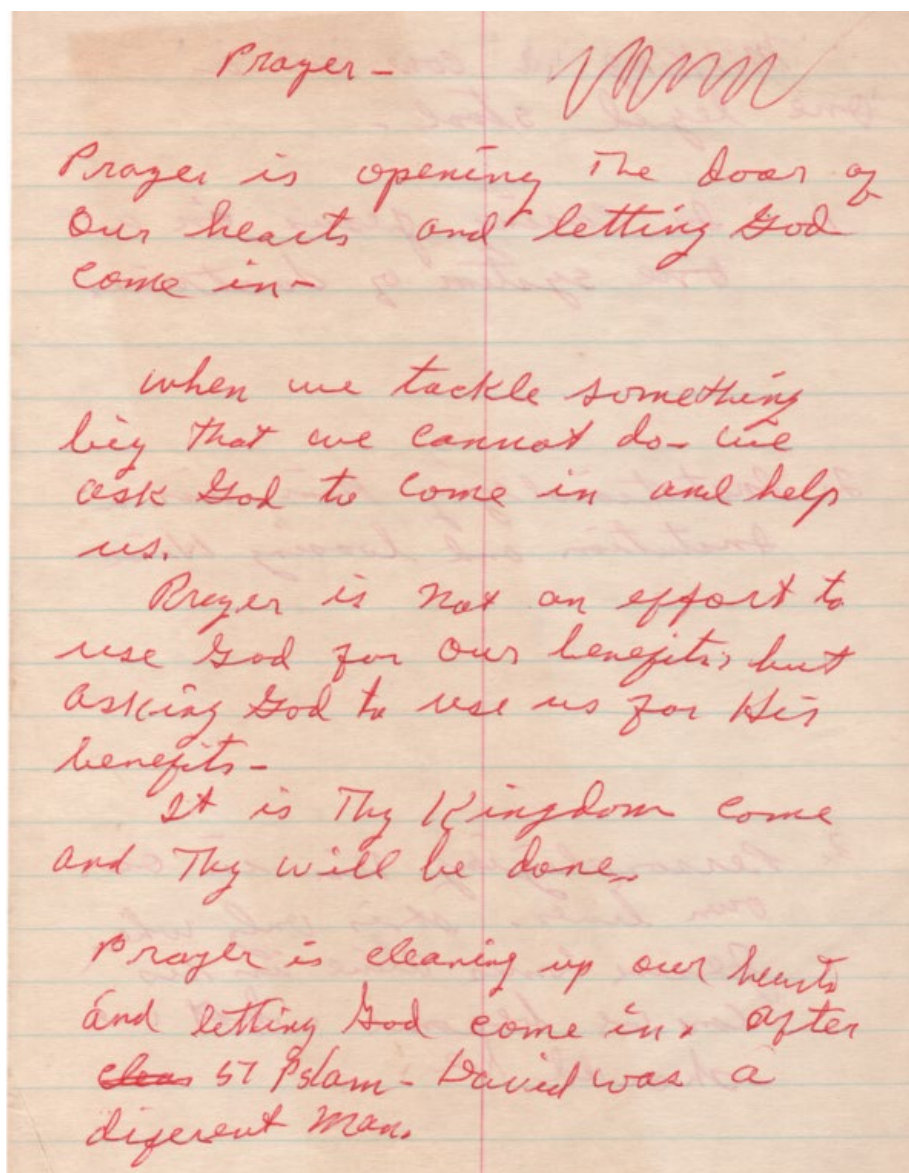 Prayer -
Prayer is opening The door of
our hearts and letting God
come in-
when we tackle something
big That we cannot do- we
ask God to come in and help
us.
Prayer is not an effort to
use God for our benefits, but
asking God to use us for His
benefits-
It is Thy Kingdom come
and Thy will be done.
Prayer is cleaning up our hearts
and letting God come in. After
51 Pslam - David was a
diferent man.